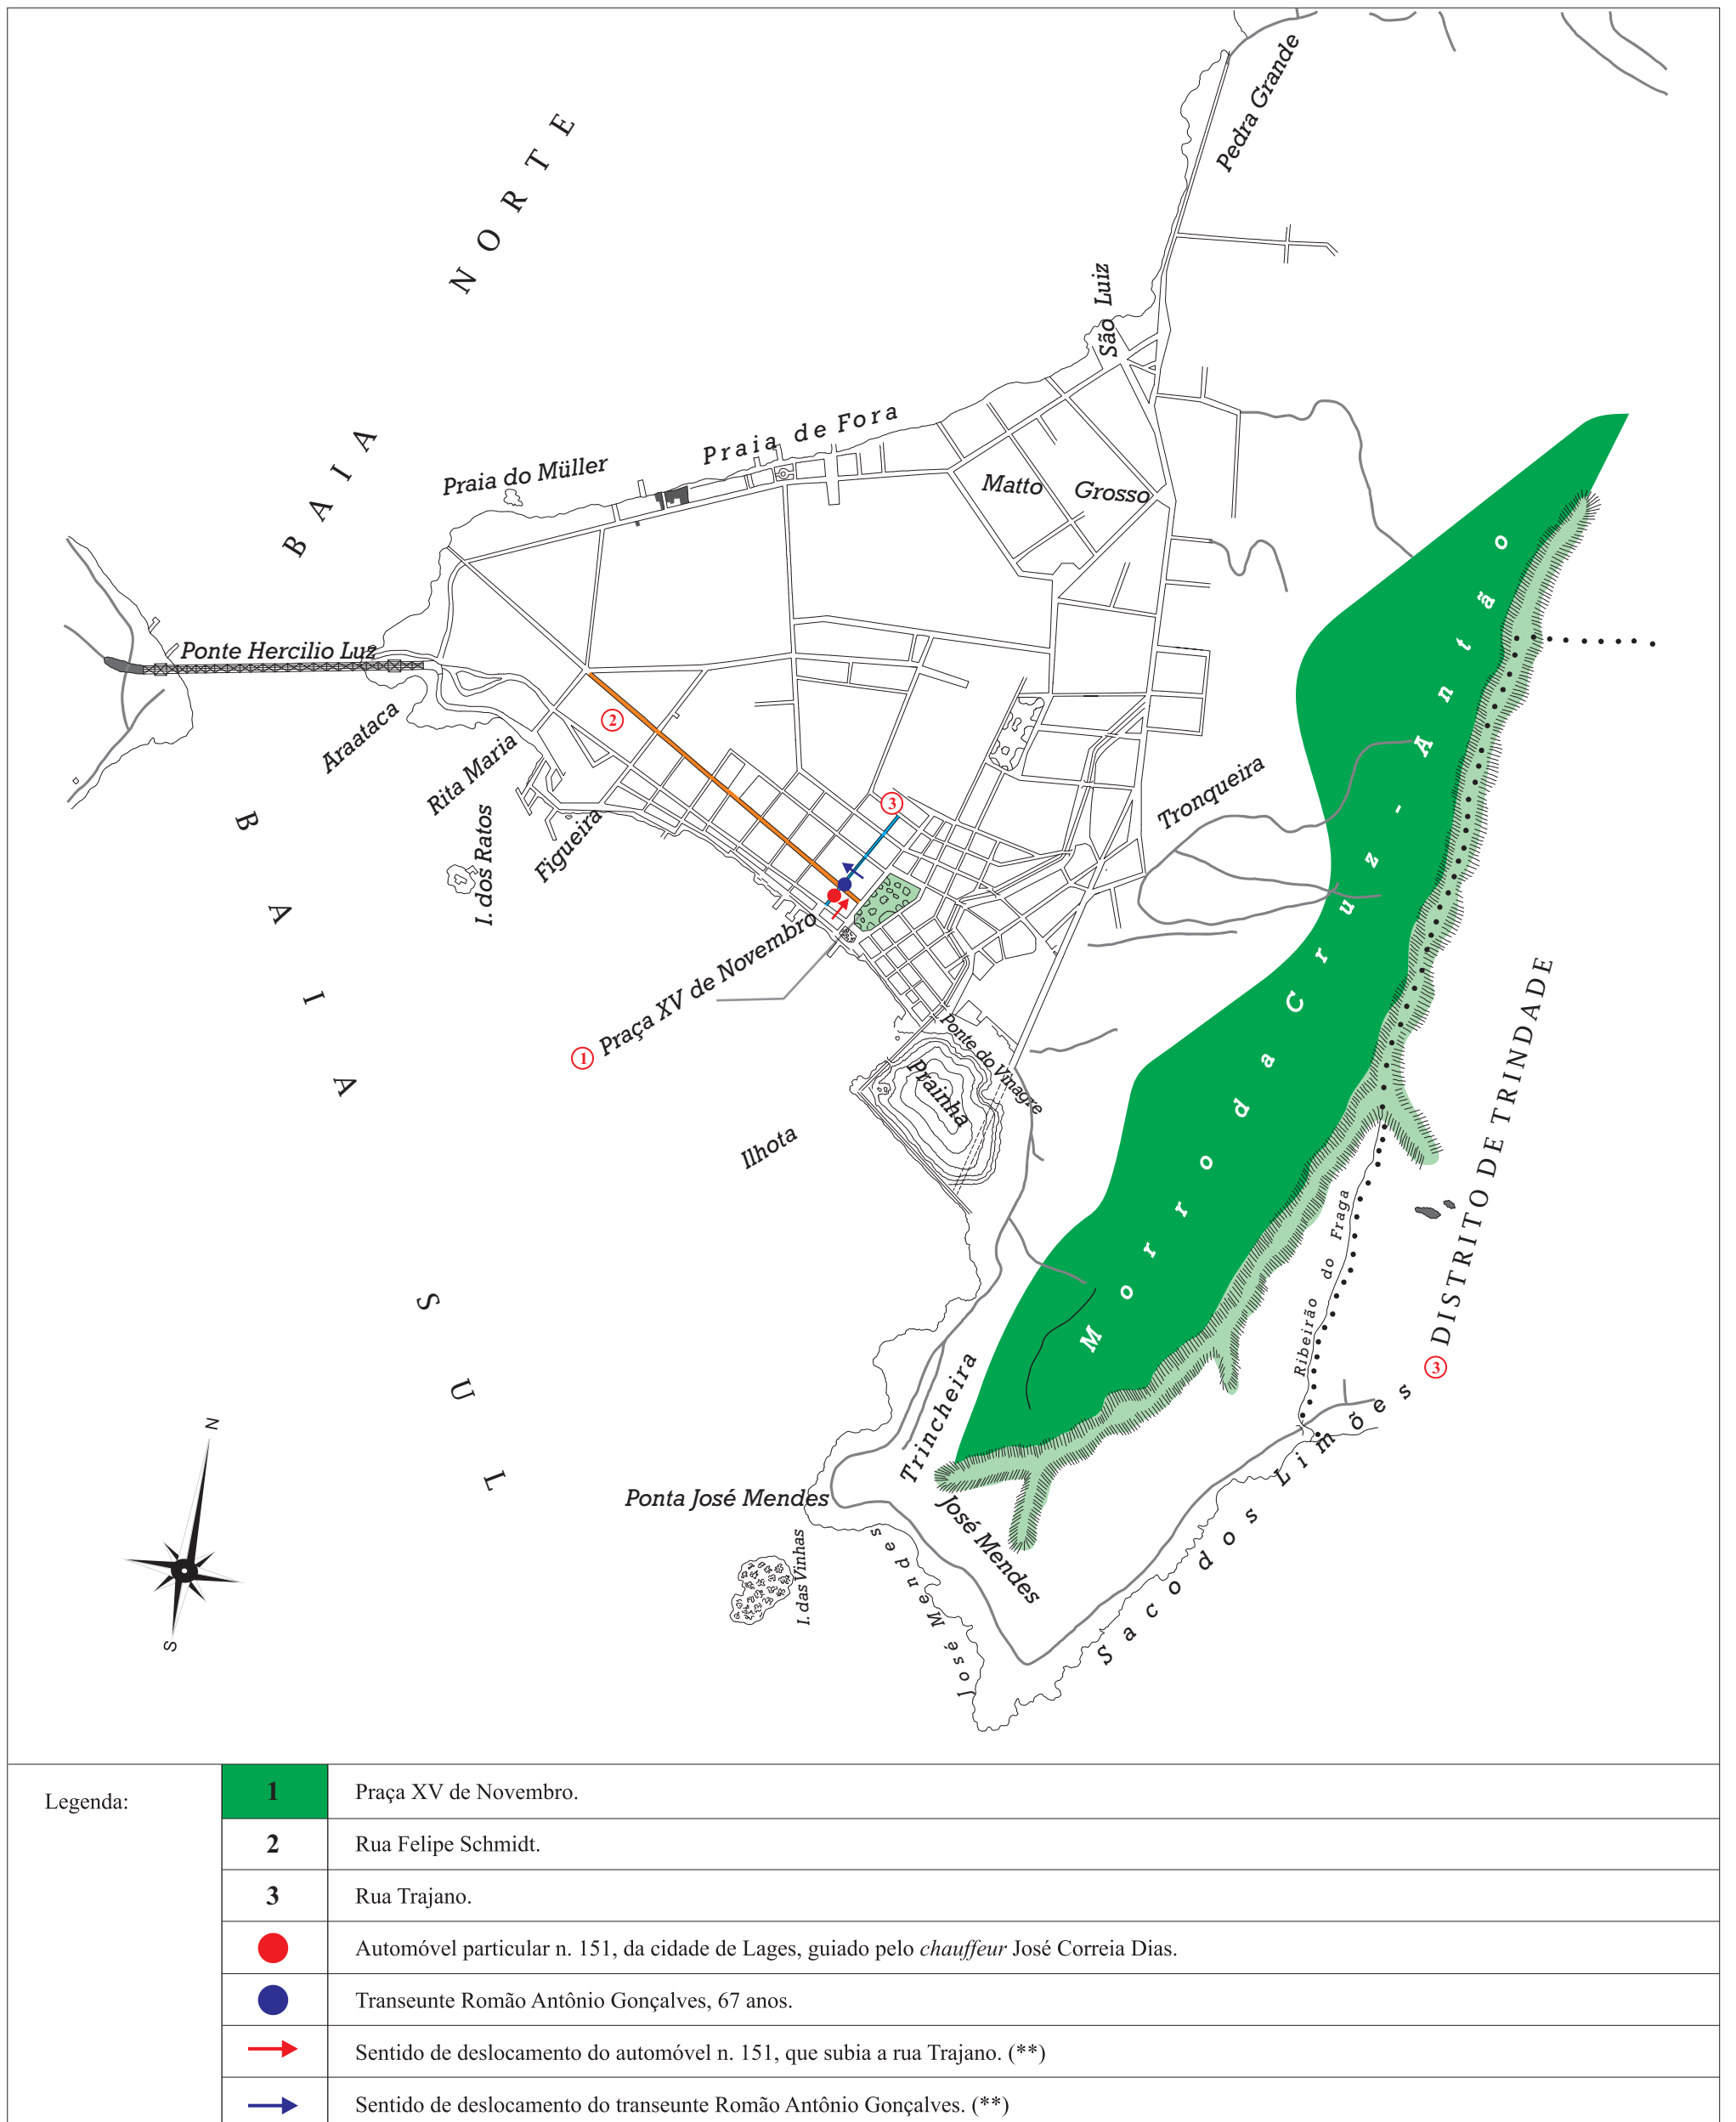 Pedra Grande
BAIA NORTE
São Luiz
Praia de Fora
Praia do Müller
Matto Grosso
Ponte Hercilio Luz
Araataca
Rita Maria
I. dos Ratos
Figueira
2
3
Tronqueira
Morro da Cruz - Antão
1 Praça XV de Novembro
BAIA SUL
Ponte do Vinagre
Prainha
Ilhota
DISTRITO DE TRINDADE
3
Ribeirão do Fraga
Trincheira
Ponta José Mendes
José Mendes
I. das Vinhas
José Mendes
Saco dos Limões
N
S
Legenda:
1 Praça XV de Novembro.
2 Rua Felipe Schmidt.
3 Rua Trajano.
Automóvel particular n. 151, da cidade de Lages, guiado pelo chauffeur José Correia Dias.
Transeunte Romão Antônio Gonçalves, 67 anos.
Sentido de deslocamento do automóvel n. 151, que subia a rua Trajano. (**)
Sentido de deslocamento do transeunte Romão Antônio Gonçalves. (**)